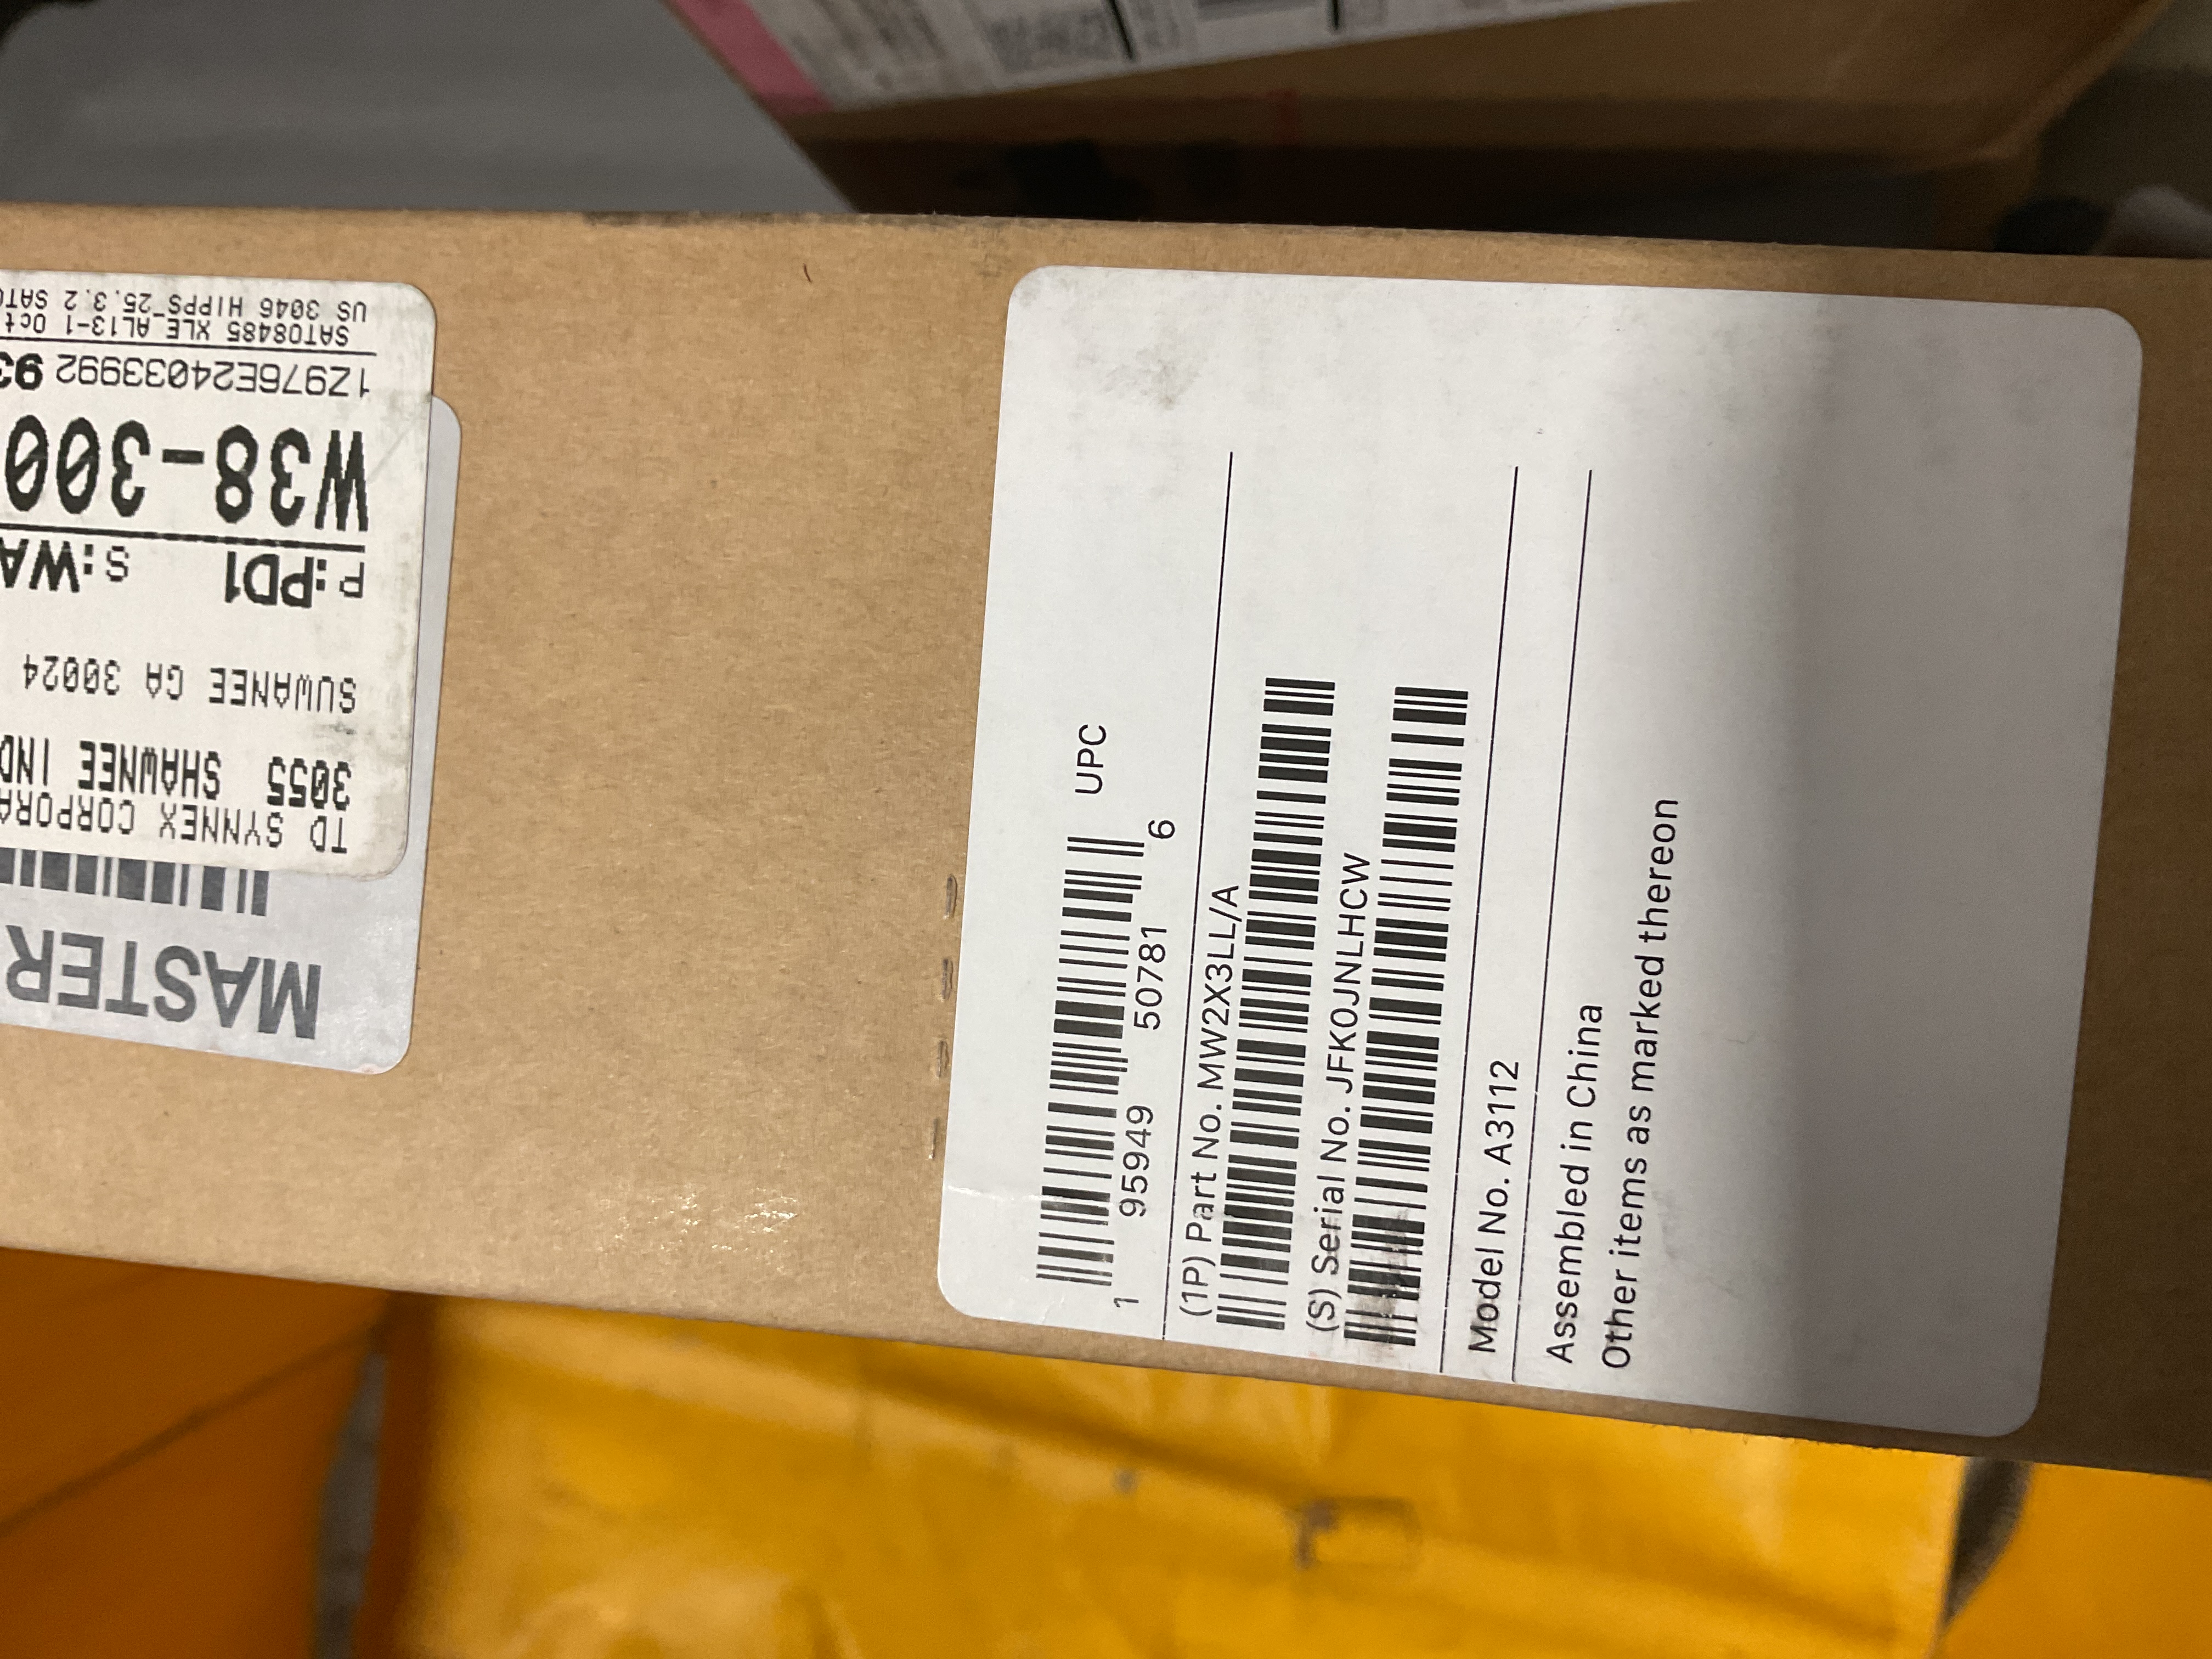 UPC
1 95949 50781 6
(1P) Part No. MW2X3LL/A
(S) Serial No. JFK0JNLHCW
Model No. A3112
Assembled in China
Other items as marked thereon
MASTER
TD SYNNEX CORPORA
3055 SHAWNEE IND
SUWANEE GA 30024
P:PD1 S:WA
W38-300
1Z976E24033992 93
SAT08485 XLE AL13-1 Oct
US 3046 HIPPS-25.3.2 SATO